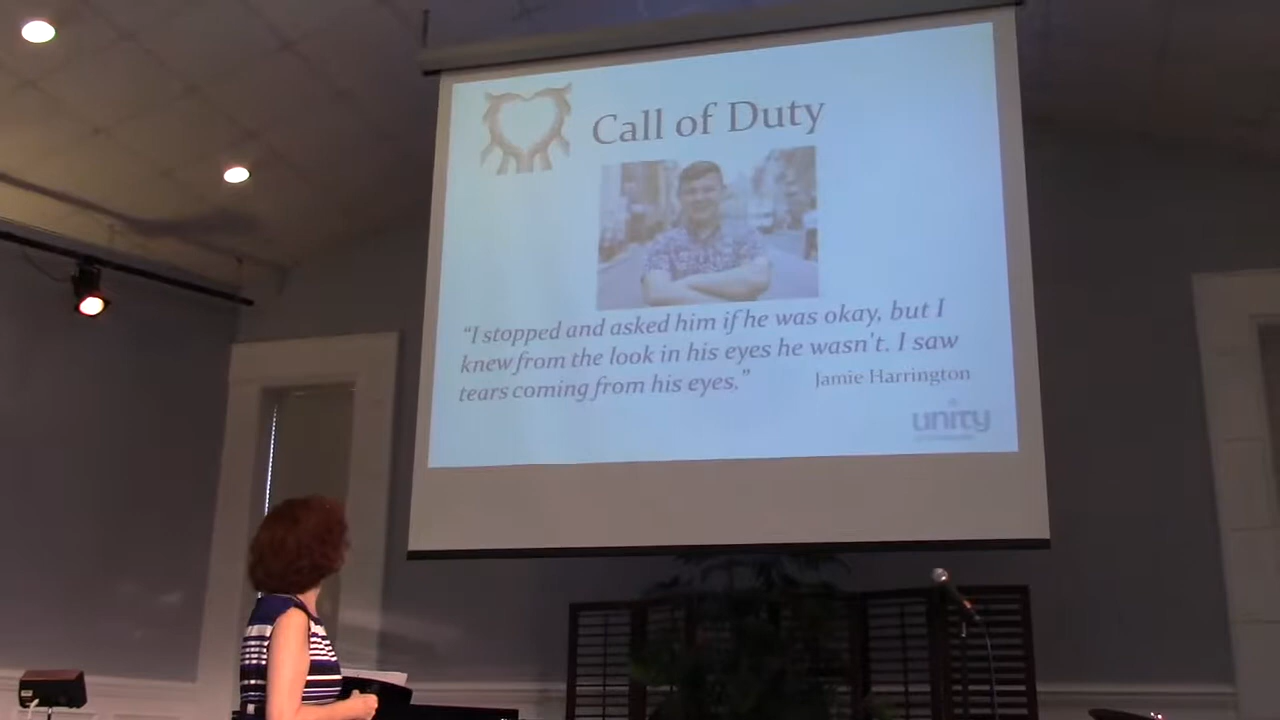 Call of Duty
“I stopped and asked him if he was okay, but I
knew from the look in his eyes he wasn't. I saw
tears coming from his eyes.”
Jamie Harrington
unity